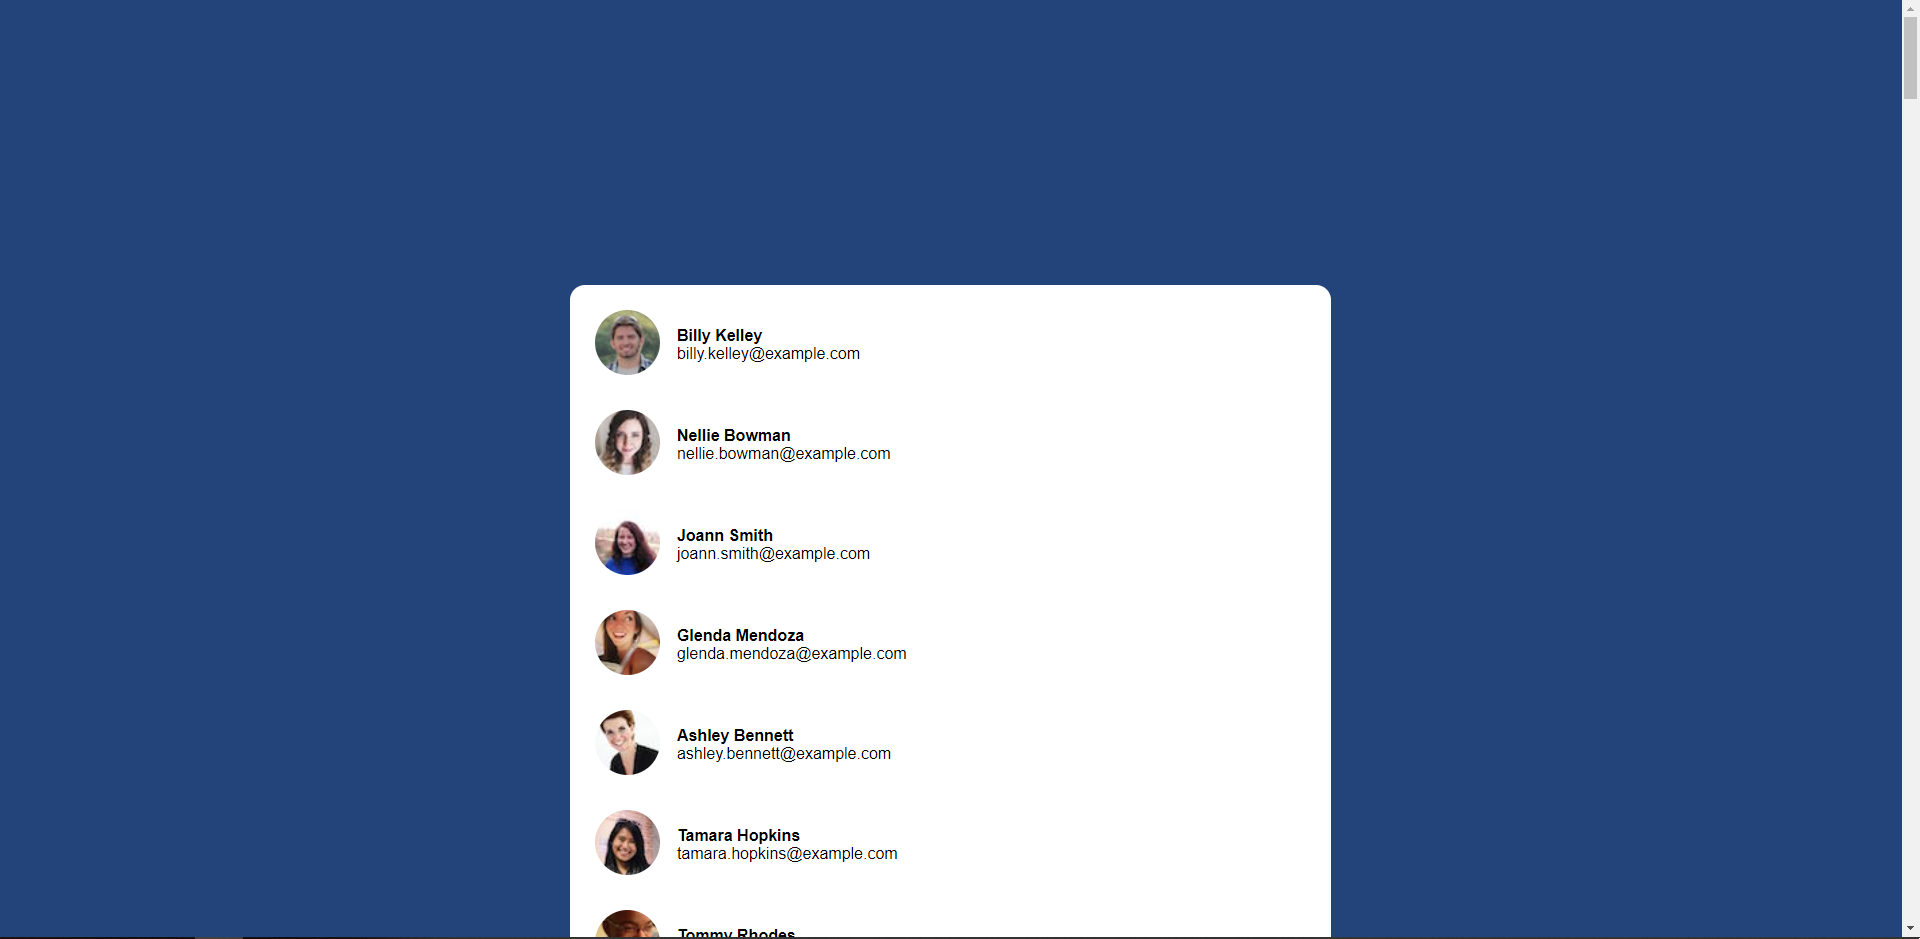 Billy Kelley
billy.kelley@example.com
Nellie Bowman
nellie.bowman@example.com
Joann Smith
joann.smith@example.com
Glenda Mendoza
glenda.mendoza@example.com
Ashley Bennett
ashley.bennett@example.com
Tamara Hopkins
tamara.hopkins@example.com
Tommy Rhodes